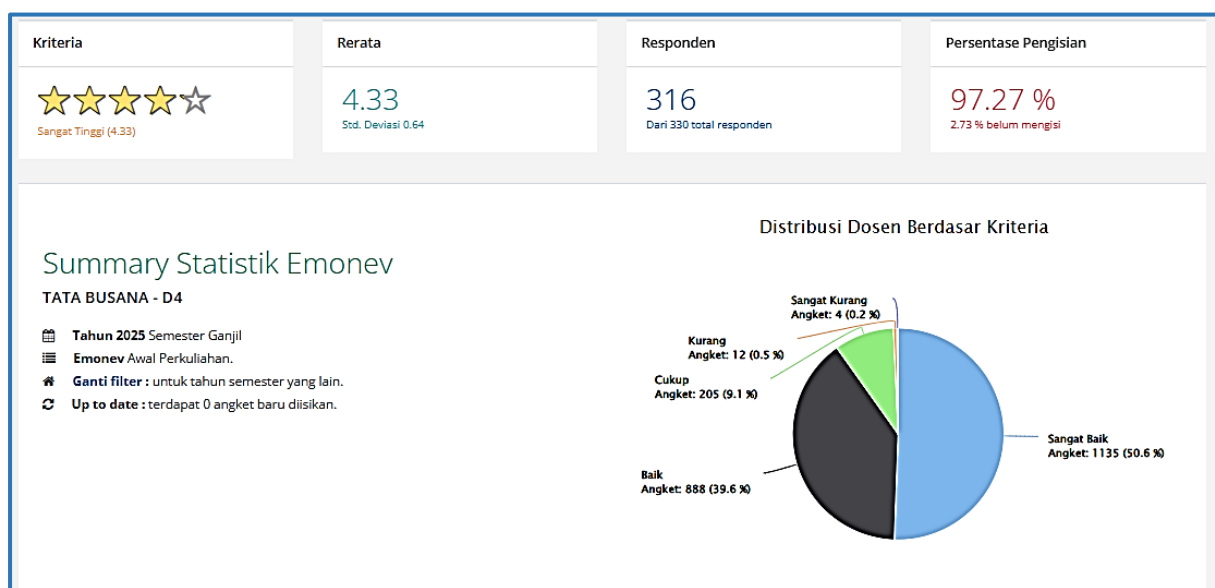 Kriteria
Sangat Tinggi (4.33)
Rerata
4.33
Std. Deviasi 0.64
Responden
316
Dari 330 total responden
Persentase Pengisian
97.27 %
2.73 % belum mengisi
Summary Statistik Emonev
TATA BUSANA - D4
Tahun 2025 Semester Ganjil
Emonev Awal Perkuliahan.
Ganti filter : untuk tahun semester yang lain.
Up to date : terdapat 0 angket baru diisikan.
Distribusi Dosen Berdasar Kriteria
Sangat Kurang
Angket: 4 (0.2 %)
Kurang
Angket: 12 (0.5 %)
Cukup
Angket: 205 (9.1 %)
Sangat Baik
Angket: 1135 (50.6 %)
Baik
Angket: 888 (39.6 %)